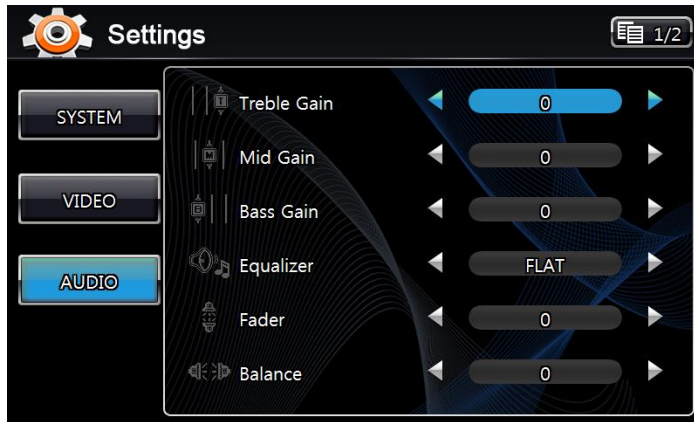 Settings
1/2
SYSTEM
VIDEO
AUDIO
T Treble Gain 0
M Mid Gain 0
B Bass Gain 0
Equalizer FLAT
Fader 0
Balance 0